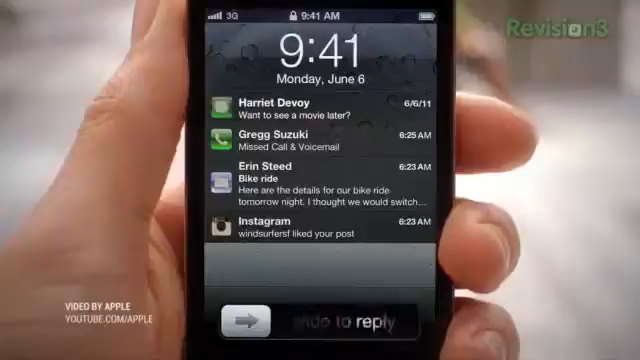 Revision3
3G 9:41 AM
9:41
Monday, June 6
Harriet Devoy 6/6/11
Want to see a movie later?
Gregg Suzuki 6:25 AM
Missed Call & Voicemail
Erin Steed 6:23 AM
Bike ride
Here are the details for our bike ride
tomorrow night. I thought we would switch...
Instagram 6:23 AM
windsurfersf liked your post
slide to reply
VIDEO BY APPLE
YOUTUBE.COM/APPLE